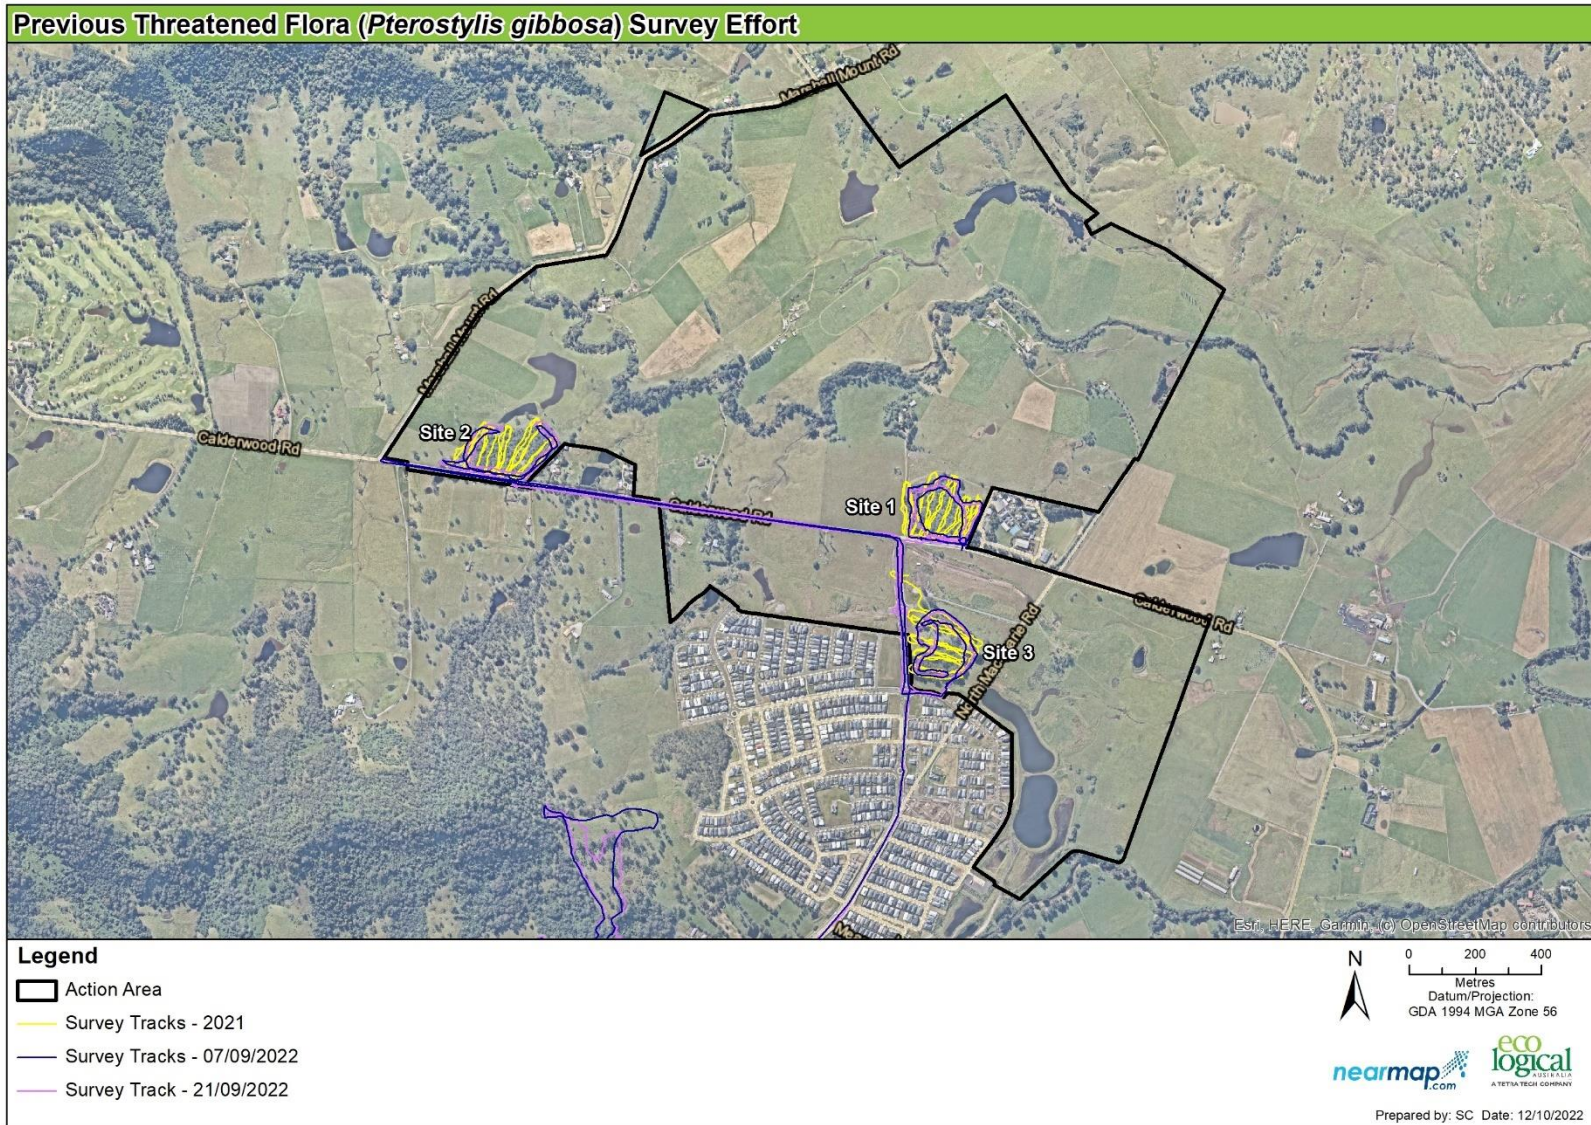 Previous Threatened Flora (Pterostylis gibbosa) Survey Effort
Marshall Mount Rd
Marshall Mount Rd
Calderwood Rd
Site 2
Calderwood Rd
Site 1
Calderwood Rd
Site 3
North Macquarie Rd
Esri, HERE, Garmin, (c) OpenStreetMap contributors
Legend
Action Area
Survey Tracks - 2021
Survey Tracks - 07/09/2022
Survey Track - 21/09/2022
N
0 200 400
Metres
Datum/Projection:
GDA 1994 MGA Zone 56
nearmap.com
eco
logical
AUSTRALIA
A TETRA TECH COMPANY
Prepared by: SC Date: 12/10/2022